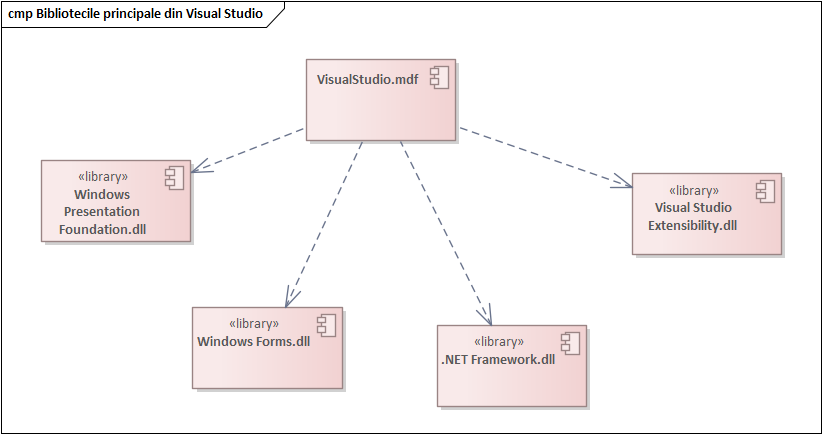 cmp Bibliotecile principale din Visual Studio
VisualStudio.mdf
«library»
Windows
Presentation
Foundation.dll
«library»
Visual Studio
Extensibility.dll
«library»
Windows Forms.dll
«library»
.NET Framework.dll